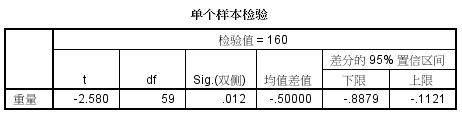 单个样本检验
检验值 = 160
差分的 95% 置信区间
t df Sig.(双侧) 均值差值 下限 上限
重量 -2.580 59 .012 -.50000 -.8879 -.1121